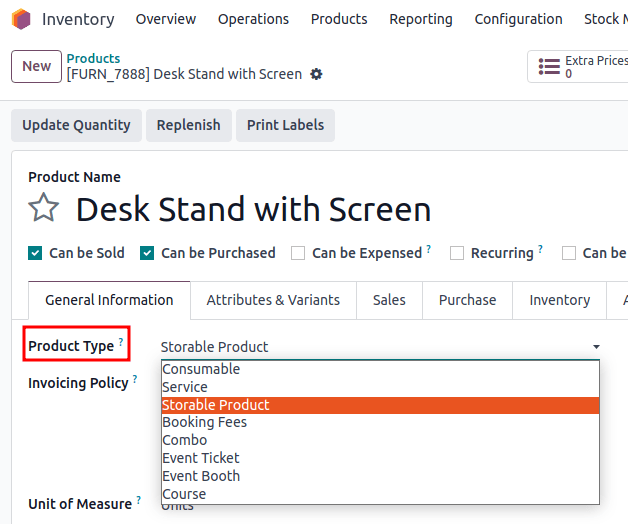 Inventory Overview Operations Products Reporting Configuration Stock M
New Products Extra Prices
[FURN_7888] Desk Stand with Screen 0
Update Quantity Replenish Print Labels
Product Name
Desk Stand with Screen
Can be Sold Can be Purchased Can be Expensed ? Recurring ? Can be
General Information Attributes & Variants Sales Purchase Inventory A
Product Type ? Storable Product
Invoicing Policy ?
Consumable
Service
Storable Product
Booking Fees
Combo
Event Ticket
Event Booth
Course
Unit of Measure ? Units